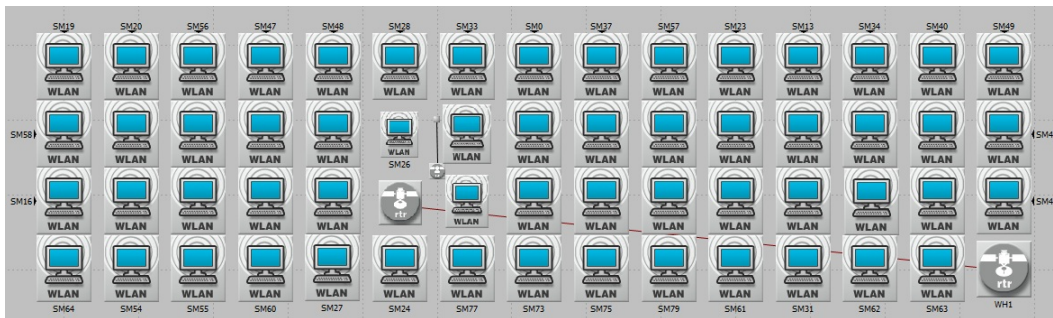 SM19 SM20 SM56 SM47 SM48 SM28 SM33 SM0 SM37 SM57 SM23 SM13 SM34 SM40 SM49
WLAN WLAN WLAN WLAN WLAN WLAN WLAN WLAN WLAN WLAN WLAN WLAN WLAN WLAN WLAN
SM58 SM4
WLAN WLAN WLAN WLAN WLAN WLAN WLAN WLAN WLAN WLAN WLAN WLAN WLAN WLAN WLAN
SM26
SM16 rtr SM4
WLAN WLAN WLAN WLAN WLAN WLAN WLAN WLAN WLAN WLAN WLAN WLAN WLAN WLAN
rtr
WLAN WLAN WLAN WLAN WLAN WLAN WLAN WLAN WLAN WLAN WLAN WLAN WLAN WLAN
SM64 SM54 SM55 SM60 SM27 SM24 SM77 SM73 SM75 SM79 SM61 SM31 SM62 SM63 WH1